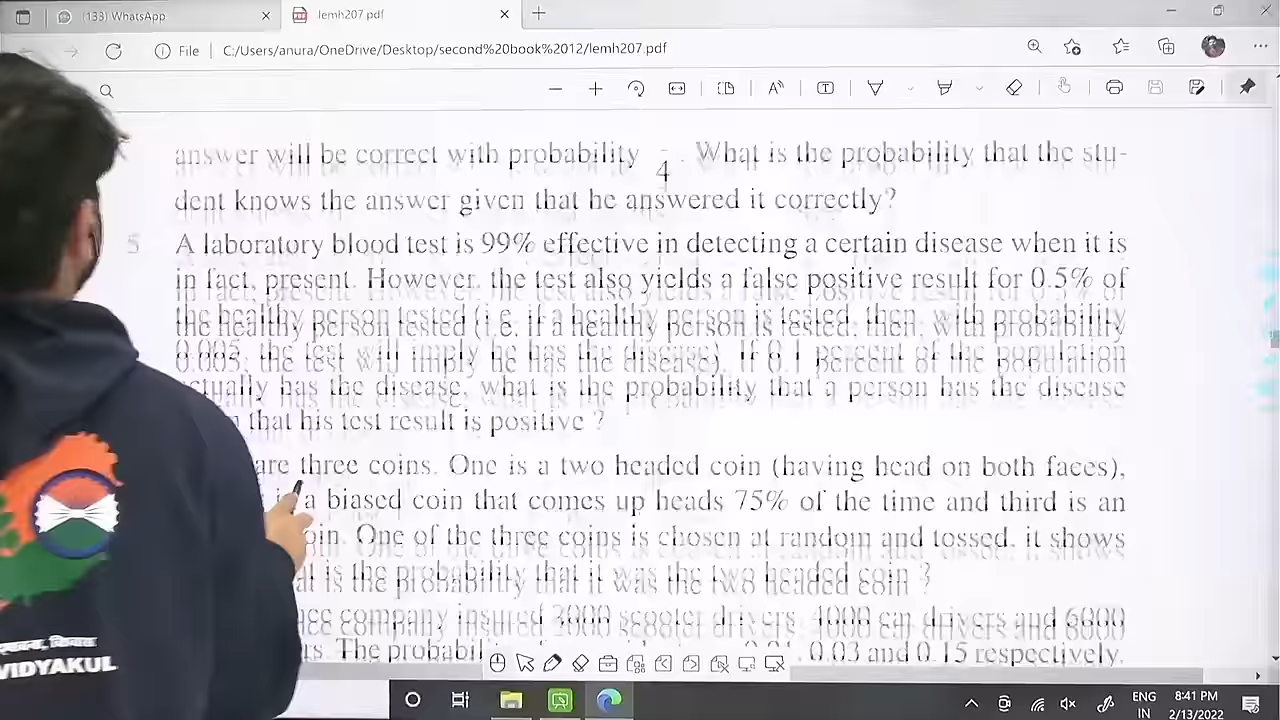 (133) WhatsApp
lemh207.pdf
File
C:/Users/anura/OneDrive/Desktop/second%20book%2012/lemh207.pdf
answer will be correct with probability 4 . What is the probability that the stu-
dent knows the answer given that he answered it correctly?
5 A laboratory blood test is 99% effective in detecting a certain disease when it is
in fact, present. However, the test also yields a false positive result for 0.5% of
the healthy person tested (i.e. if a healthy person is tested, then, with probability
0.005, the test will imply he has the disease). If 0.1 percent of the population
ctually has the disease, what is the probability that a person has the disease
that his test result is positive ?
are three coins. One is a two headed coin (having head on both faces),
a biased coin that comes up heads 75% of the time and third is an
oin. One of the three coins is chosen at random and tossed, it shows
at is the probability that it was the two headed coin ?
nce company insured 2000 scooter drivers, 4000 car drivers and 6000
rs. The probabili 0.03 and 0.15 respectively.
VIDYAKUL
ENG
IN
8:41 PM
2/13/2022